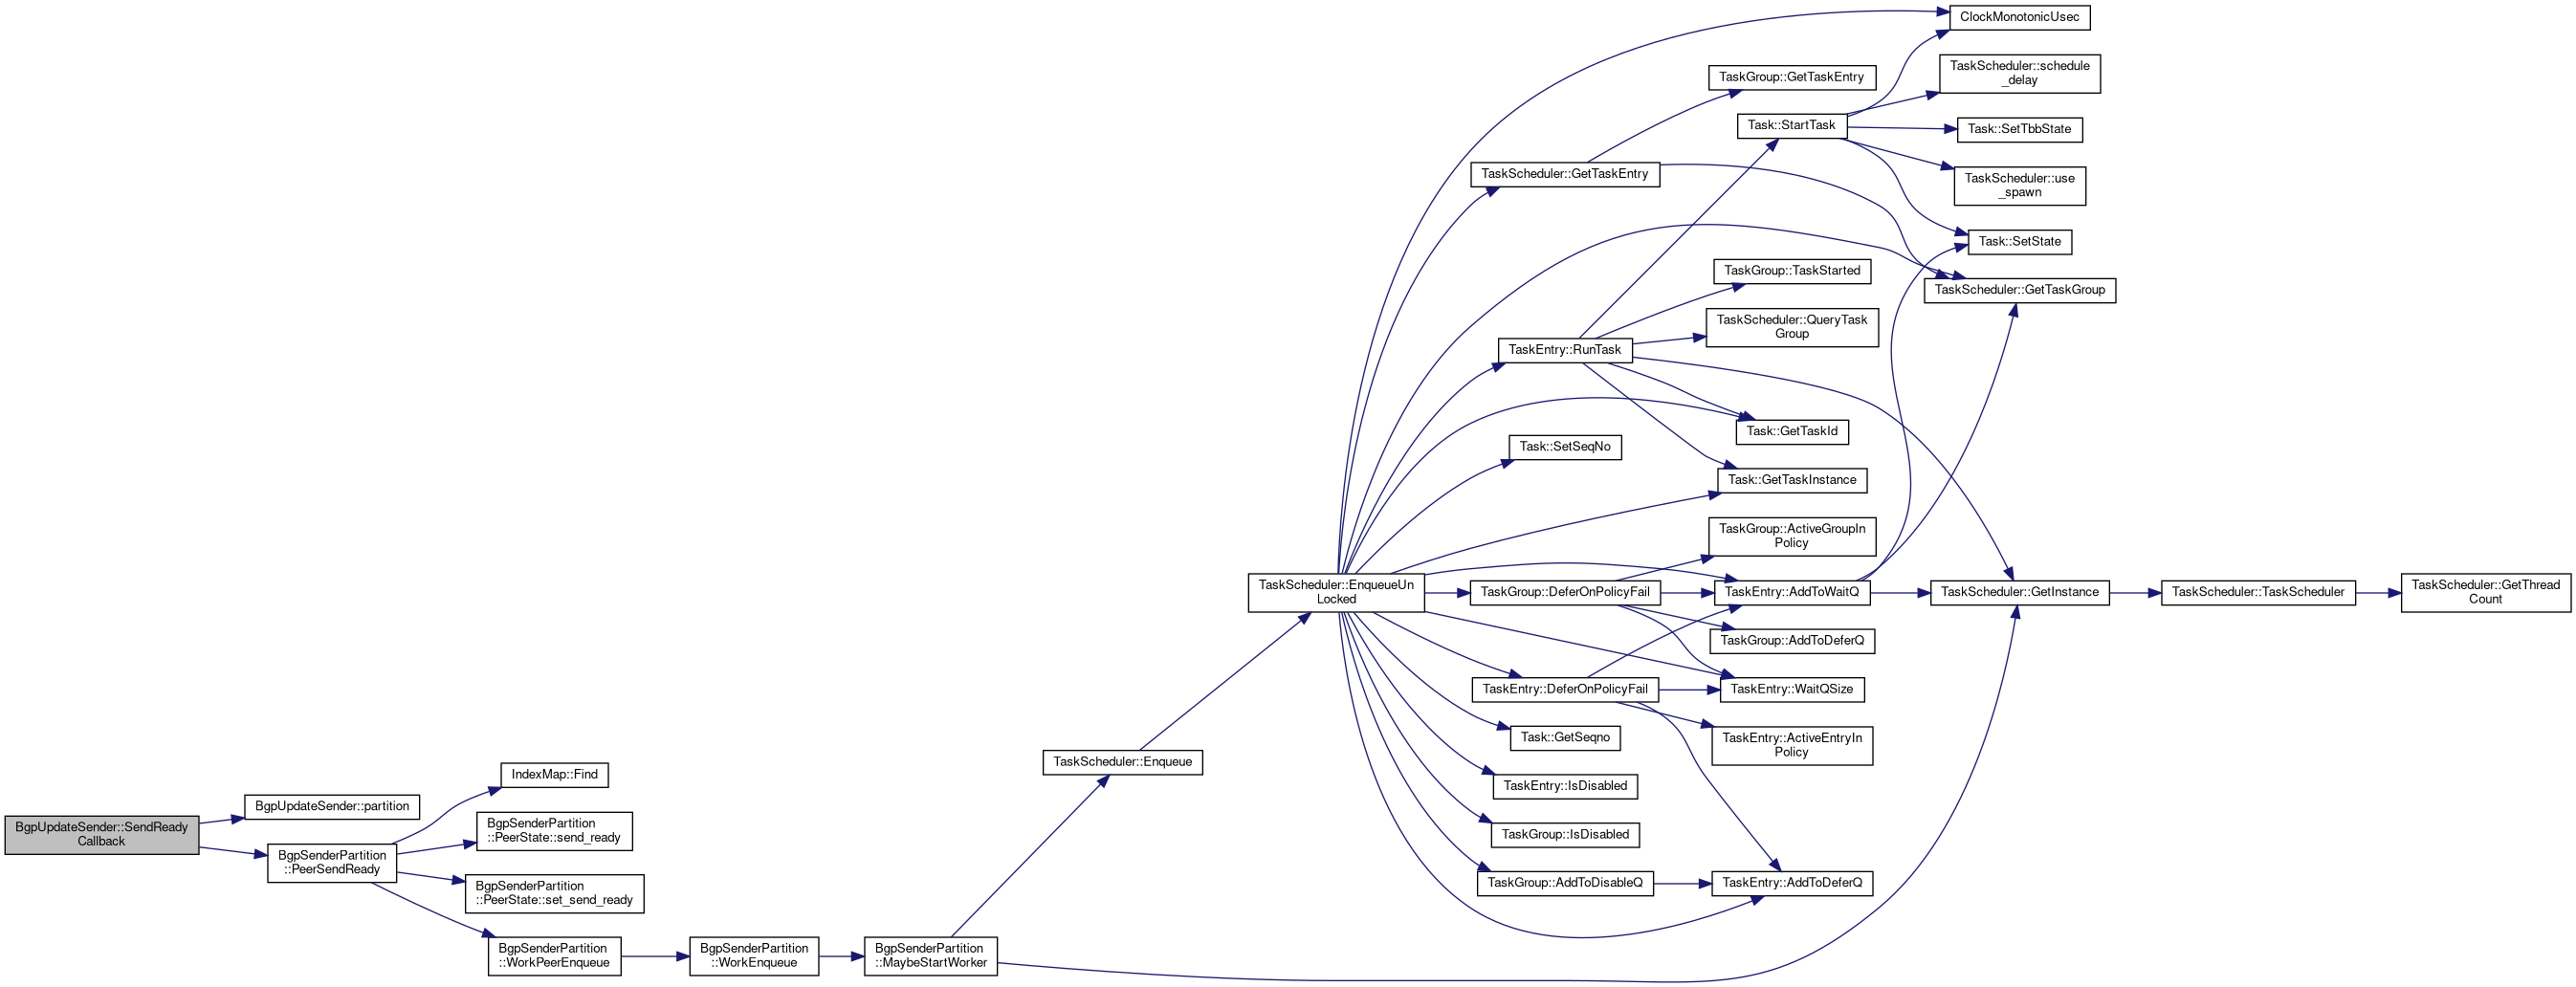 BgpUpdateSender::SendReady
Callback
BgpUpdateSender::partition
BgpSenderPartition
::PeerSendReady
IndexMap::Find
BgpSenderPartition
::PeerState::send_ready
BgpSenderPartition
::PeerState::set_send_ready
BgpSenderPartition
::WorkPeerEnqueue
BgpSenderPartition
::WorkEnqueue
BgpSenderPartition
::MaybeStartWorker
TaskScheduler::Enqueue
TaskScheduler::EnqueueUn
Locked
TaskScheduler::GetTaskEntry
TaskEntry::RunTask
Task::SetSeqNo
TaskGroup::DeferOnPolicyFail
TaskEntry::DeferOnPolicyFail
Task::GetSeqno
TaskEntry::IsDisabled
TaskGroup::IsDisabled
TaskGroup::AddToDisableQ
TaskGroup::GetTaskEntry
Task::StartTask
TaskGroup::TaskStarted
TaskScheduler::QueryTask
Group
Task::GetTaskId
Task::GetTaskInstance
TaskGroup::ActiveGroupIn
Policy
TaskEntry::AddToWaitQ
TaskGroup::AddToDeferQ
TaskEntry::WaitQSize
TaskEntry::ActiveEntryIn
Policy
TaskEntry::AddToDeferQ
ClockMonotonicUsec
TaskScheduler::schedule
_delay
Task::SetTbbState
TaskScheduler::use
_spawn
Task::SetState
TaskScheduler::GetTaskGroup
TaskScheduler::GetInstance
TaskScheduler::TaskScheduler
TaskScheduler::GetThread
Count